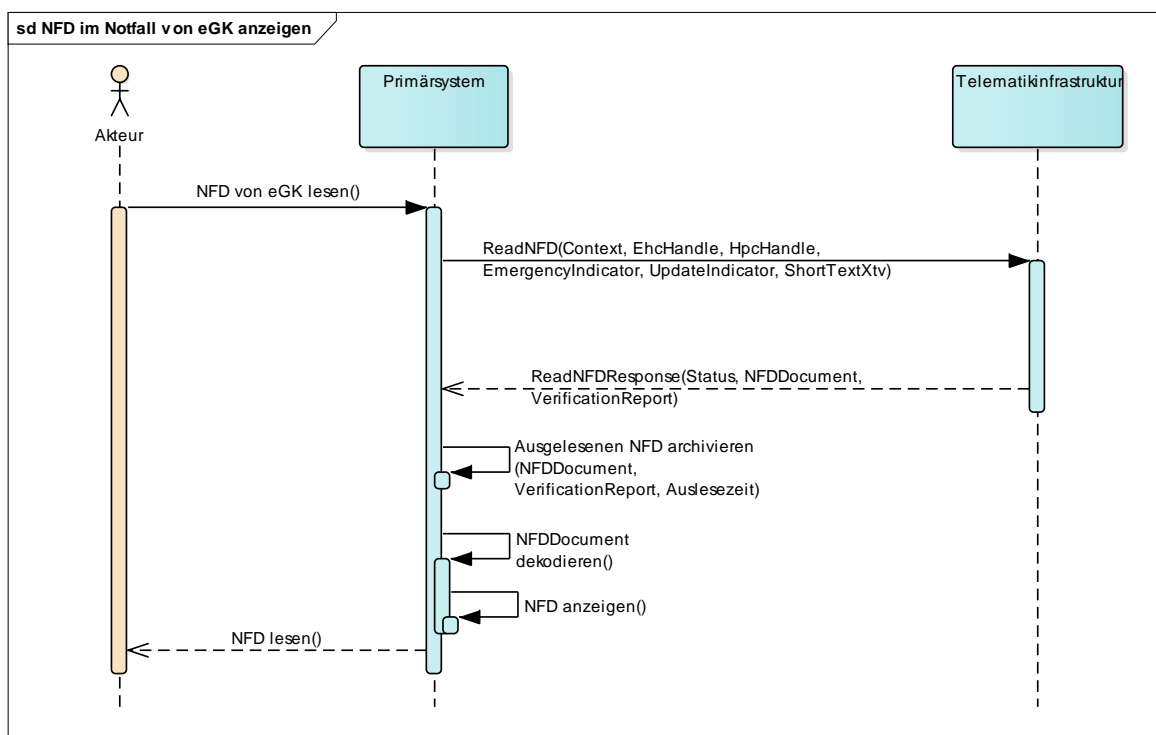 sd NFD im Notfall von eGK anzeigen
Akteur
Primärsystem
Telematikinfrastruktur
NFD von eGK lesen()
ReadNFD(Context, EhcHandle, HpcHandle,
EmergencyIndicator, UpdateIndicator, ShortTextXtv)
ReadNFDResponse(Status, NFDDocument,
VerificationReport)
Ausgelesenen NFD archivieren
(NFDDocument,
VerificationReport, Auslesezeit)
NFDDocument
dekodieren()
NFD anzeigen()
NFD lesen()